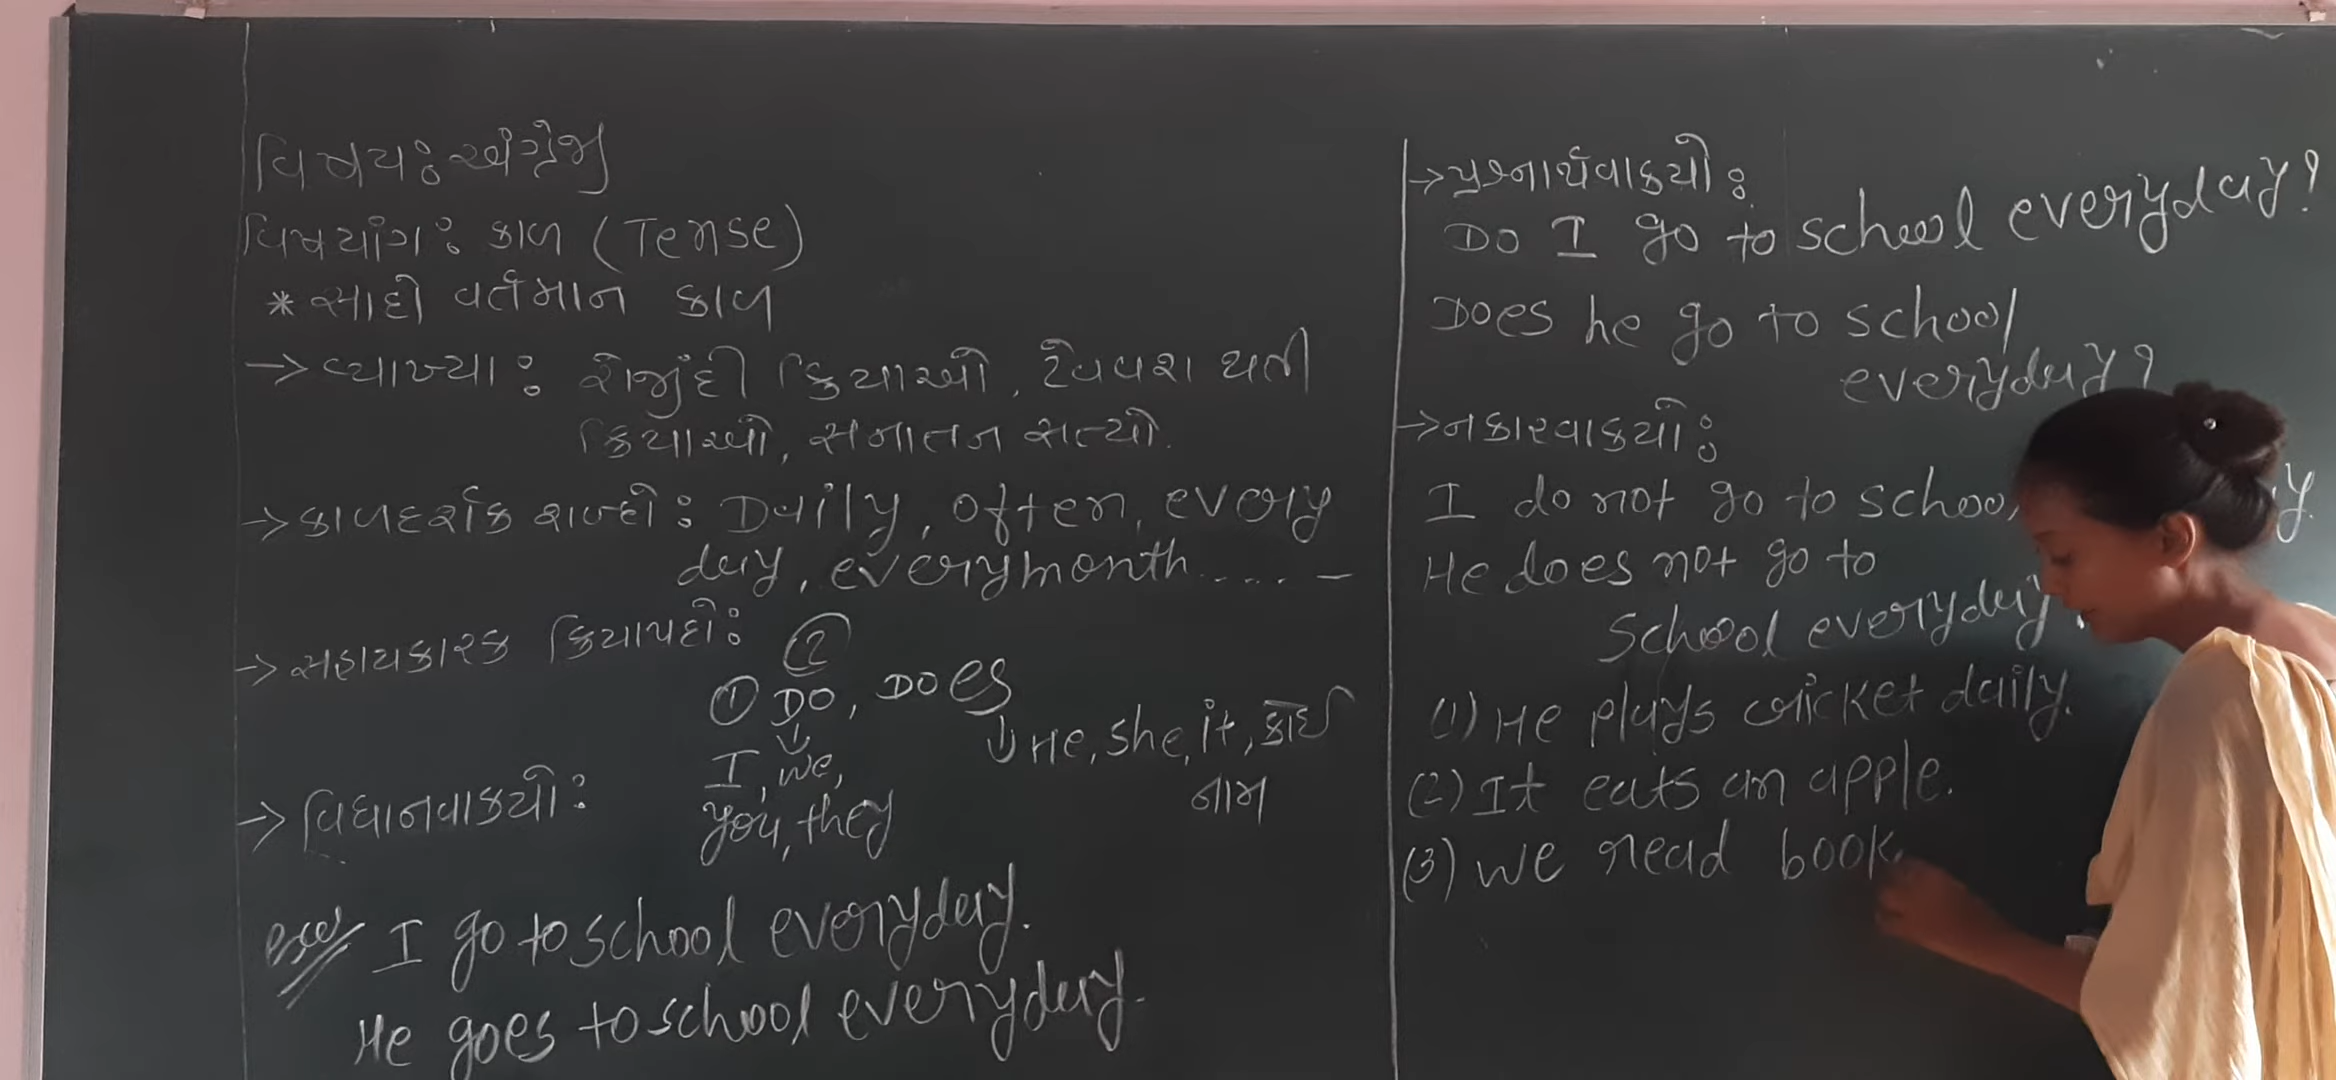 વિષય: અંગ્રેજી
વિષયાંગ: કાળ (Tense)
* સાદો વર્તમાન કાળ
→ વ્યાખ્યા: રોજીંદી ક્રિયાઓ, ટેવવશ થતી
ક્રિયાઓ, સનાતન સત્યો.
→ કાળદર્શક શબ્દો: Daily, often, every
day, everymonth.....–
→ સહાયકારક ક્રિયાપદો:
①
②
DO, DOES
↓ I, we,
you, they
↓ He, she, it, કોઈ
નામ
→ વિધાનવાક્યો:
I go to school everyday.
He goes to school everyday.
→ પ્રશ્નાર્થવાક્યો:
DO I go to school everyday?
DOES he go to school
everyday?
→ નકારવાક્યો:
I do not go to school
He does not go to
School everyday.
(1) He plays cricket daily.
(2) It eats an apple.
(3) We read book